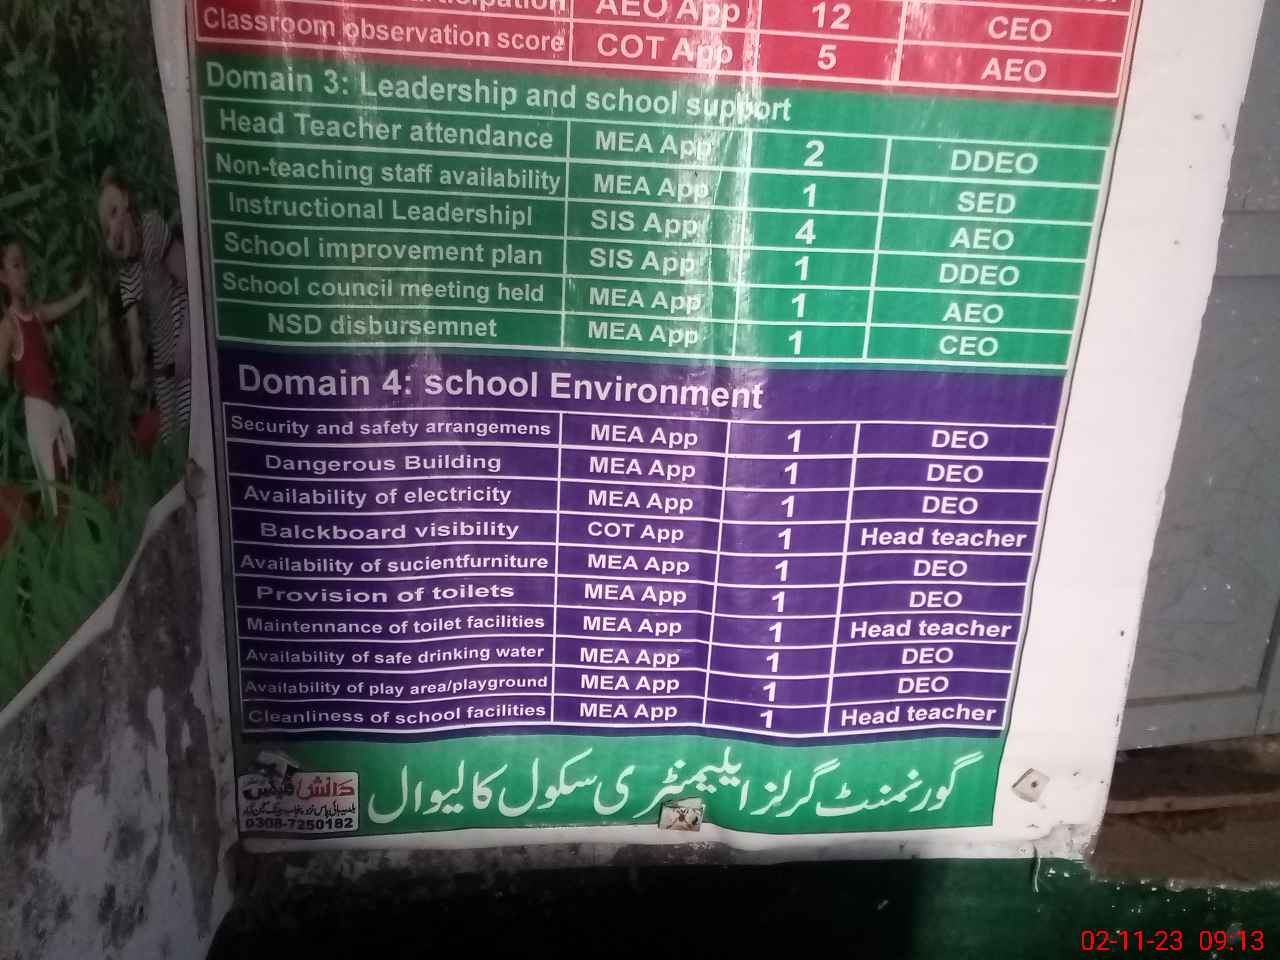 AEO App 12 CEO
Classroom observation score COT App 5 AEO
Domain 3: Leadership and school support
Head Teacher attendance MEA App 2 DDEO
Non-teaching staff availability MEA App 1 SED
Instructional Leadershipl SIS App 4 AEO
School improvement plan SIS App 1 DDEO
School council meeting held MEA App 1 AEO
NSD disbursemnet MEA App 1 CEO
Domain 4: school Environment
Security and safety arrangemens MEA App 1 DEO
Dangerous Building MEA App 1 DEO
Availability of electricity MEA App 1 DEO
Balckboard visibility COT App 1 Head teacher
Availability of sucientfurniture MEA App 1 DEO
Provision of toilets MEA App 1 DEO
Maintennance of toilet facilities MEA App 1 Head teacher
Availability of safe drinking water MEA App 1 DEO
Availability of play area/playground MEA App 1 DEO
Cleanliness of school facilities MEA App 1 Head teacher
گورنمنٹ گرلز ایلیمنٹری سکول کالیوال
دانش
0308-7250182
02-11-23 09:13